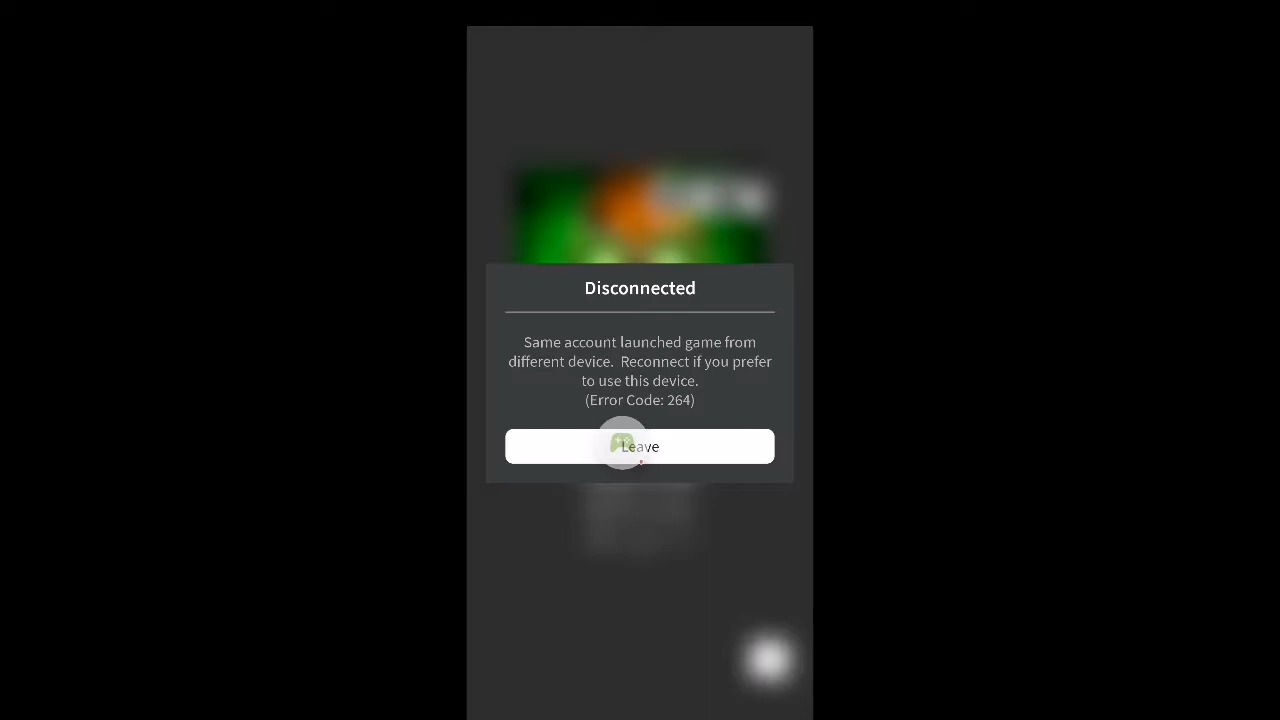 Disconnected
Same account launched game from
different device. Reconnect if you prefer
to use this device.
(Error Code: 264)
Leave